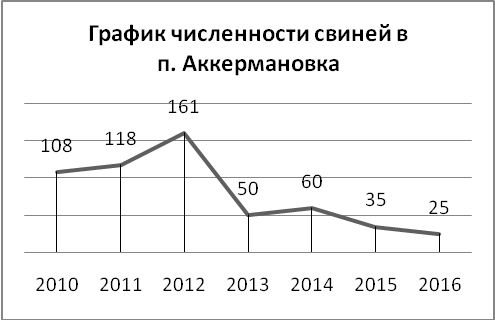 График численности свиней в
п. Аккермановка
108 118 161 50 60 35 25
2010 2011 2012 2013 2014 2015 2016